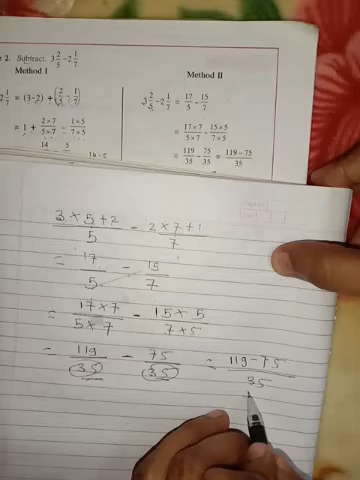 2. Subtract. 3 2/5 - 2 1/7
Method I
Method II
2 1/7 = (3-2) + (2/5 - 1/7)
= 1 + 2×7/5×7 - 1×5/7×5
14 5
3 2/5 - 2 1/7 = 17/5 - 15/7
= 17×7/5×7 - 15×5/7×5
= 119/35 - 75/35 = 119-75/35
3×5+2/5 - 2×7+1/7
= 17/5 - 15/7
= 17×7/5×7 - 15×5/7×5
= 119/35 - 75/35 = 119-75/35